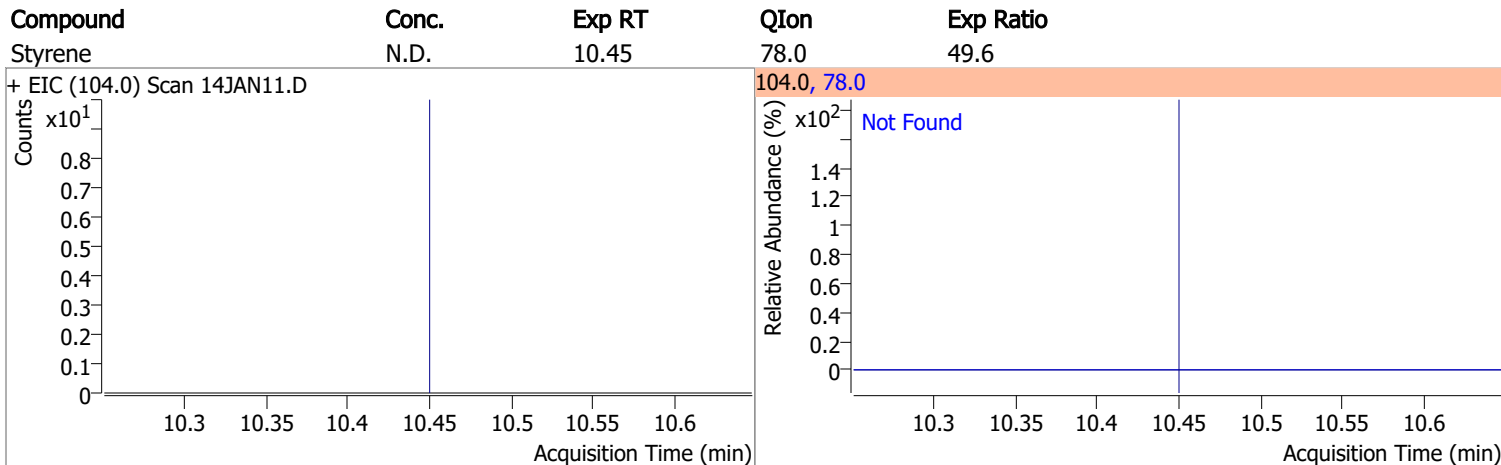 Compound Conc. Exp RT QIon Exp Ratio
Styrene N.D. 10.45 78.0 49.6
+ EIC (104.0) Scan 14JAN11.D
Counts
x10^1
0.8
0.7
0.6
0.5
0.4
0.3
0.2
0.1
0
10.3 10.35 10.4 10.45 10.5 10.55 10.6
Acquisition Time (min)
104.0, 78.0
Relative Abundance (%)
x10^2
Not Found
1.4
1.2
1
0.8
0.6
0.4
0.2
0
10.3 10.35 10.4 10.45 10.5 10.55 10.6
Acquisition Time (min)